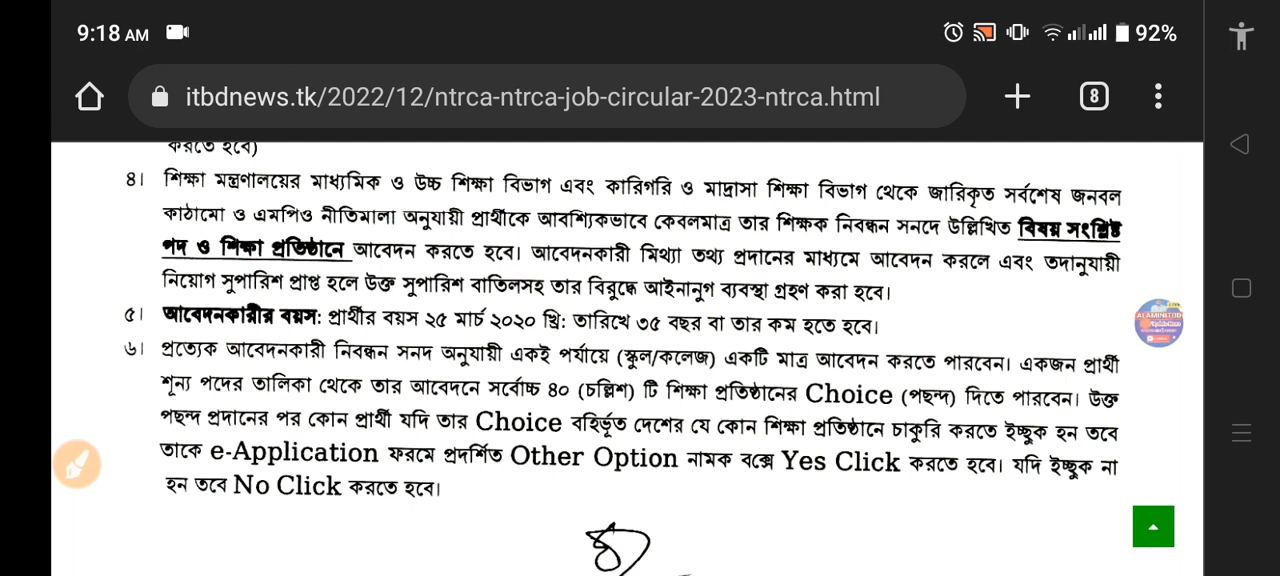 9:18 AM
92%
itbdnews.tk/2022/12/ntrca-ntrca-job-circular-2023-ntrca.html
8
করতে হবে)
৪। শিক্ষা মন্ত্রণালয়ের মাধ্যমিক ও উচ্চ শিক্ষা বিভাগ এবং কারিগরি ও মাদ্রাসা শিক্ষা বিভাগ থেকে জারিকৃত সর্বশেষ জনবল
কাঠামো ও এমপিও নীতিমালা অনুযায়ী প্রার্থীকে আবশ্যিকভাবে কেবলমাত্র তার শিক্ষক নিবন্ধন সনদে উল্লিখিত বিষয় সংশ্লিষ্ট
পদ ও শিক্ষা প্রতিষ্ঠানে আবেদন করতে হবে। আবেদনকারী মিথ্যা তথ্য প্রদানের মাধ্যমে আবেদন করলে এবং তদানুযায়ী
নিয়োগ সুপারিশ প্রাপ্ত হলে উক্ত সুপারিশ বাতিলসহ তার বিরুদ্ধে আইনানুগ ব্যবস্থা গ্রহণ করা হবে।
৫। আবেদনকারীর বয়স: প্রার্থীর বয়স ২৫ মার্চ ২০২০ খ্রি: তারিখে ৩৫ বছর বা তার কম হতে হবে।
৬। প্রত্যেক আবেদনকারী নিবন্ধন সনদ অনুযায়ী একই পর্যায়ে (স্কুল/কলেজ) একটি মাত্র আবেদন করতে পারবেন। একজন প্রার্থী
শূন্য পদের তালিকা থেকে তার আবেদনে সর্বোচ্চ ৪০ (চল্লিশ) টি শিক্ষা প্রতিষ্ঠানের Choice (পছন্দ) দিতে পারবেন। উক্ত
পছন্দ প্রদানের পর কোন প্রার্থী যদি তার Choice বহির্ভূত দেশের যে কোন শিক্ষা প্রতিষ্ঠানে চাকুরি করতে ইচ্ছুক হন তবে
তাকে e-Application ফরমে প্রদর্শিত Other Option নামক বক্সে Yes Click করতে হবে। যদি ইচ্ছুক না
হন তবে No Click করতে হবে।